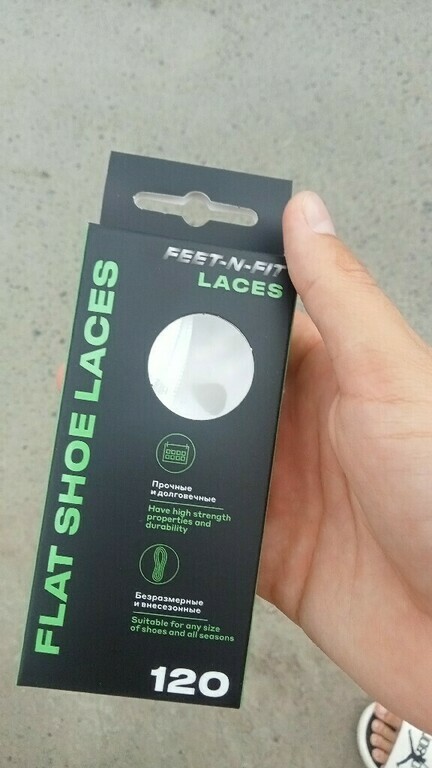 FEET-N-FIT
LACES
FLAT SHOE LACES
Прочные
и долговечные
Have high strength
properties and
durability
Безразмерные
и внесезонные
Suitable for any size
of shoes and all seasons
120